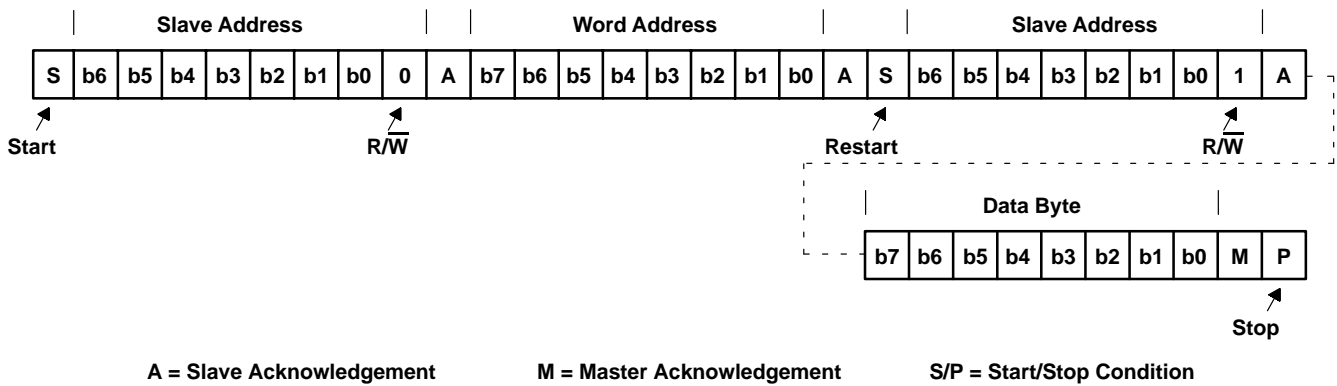 Slave Address Word Address Slave Address
S b6 b5 b4 b3 b2 b1 b0 0 A b7 b6 b5 b4 b3 b2 b1 b0 A S b6 b5 b4 b3 b2 b1 b0 1 A
Start R/W̅ Restart R/W̅
Data Byte
b7 b6 b5 b4 b3 b2 b1 b0 M P
Stop
A = Slave Acknowledgement M = Master Acknowledgement S/P = Start/Stop Condition